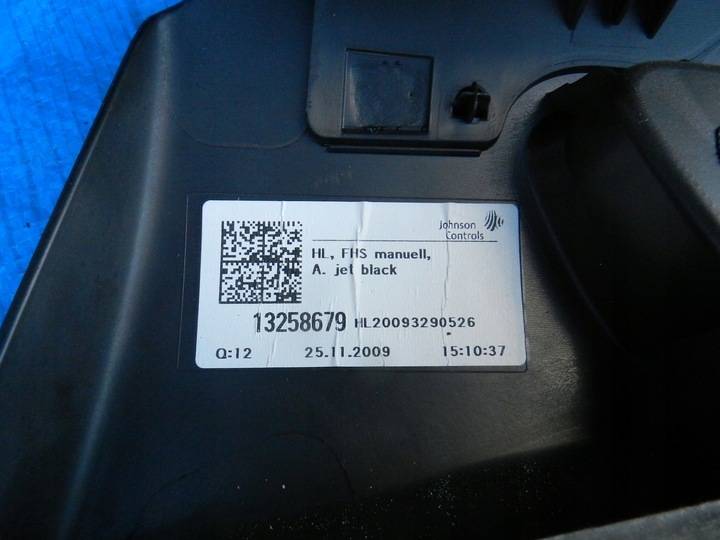 Johnson
Controls
HL, FHS manuell,
A. jet black
13258679 HL20093290526
Q:12 25.11.2009 15:10:37